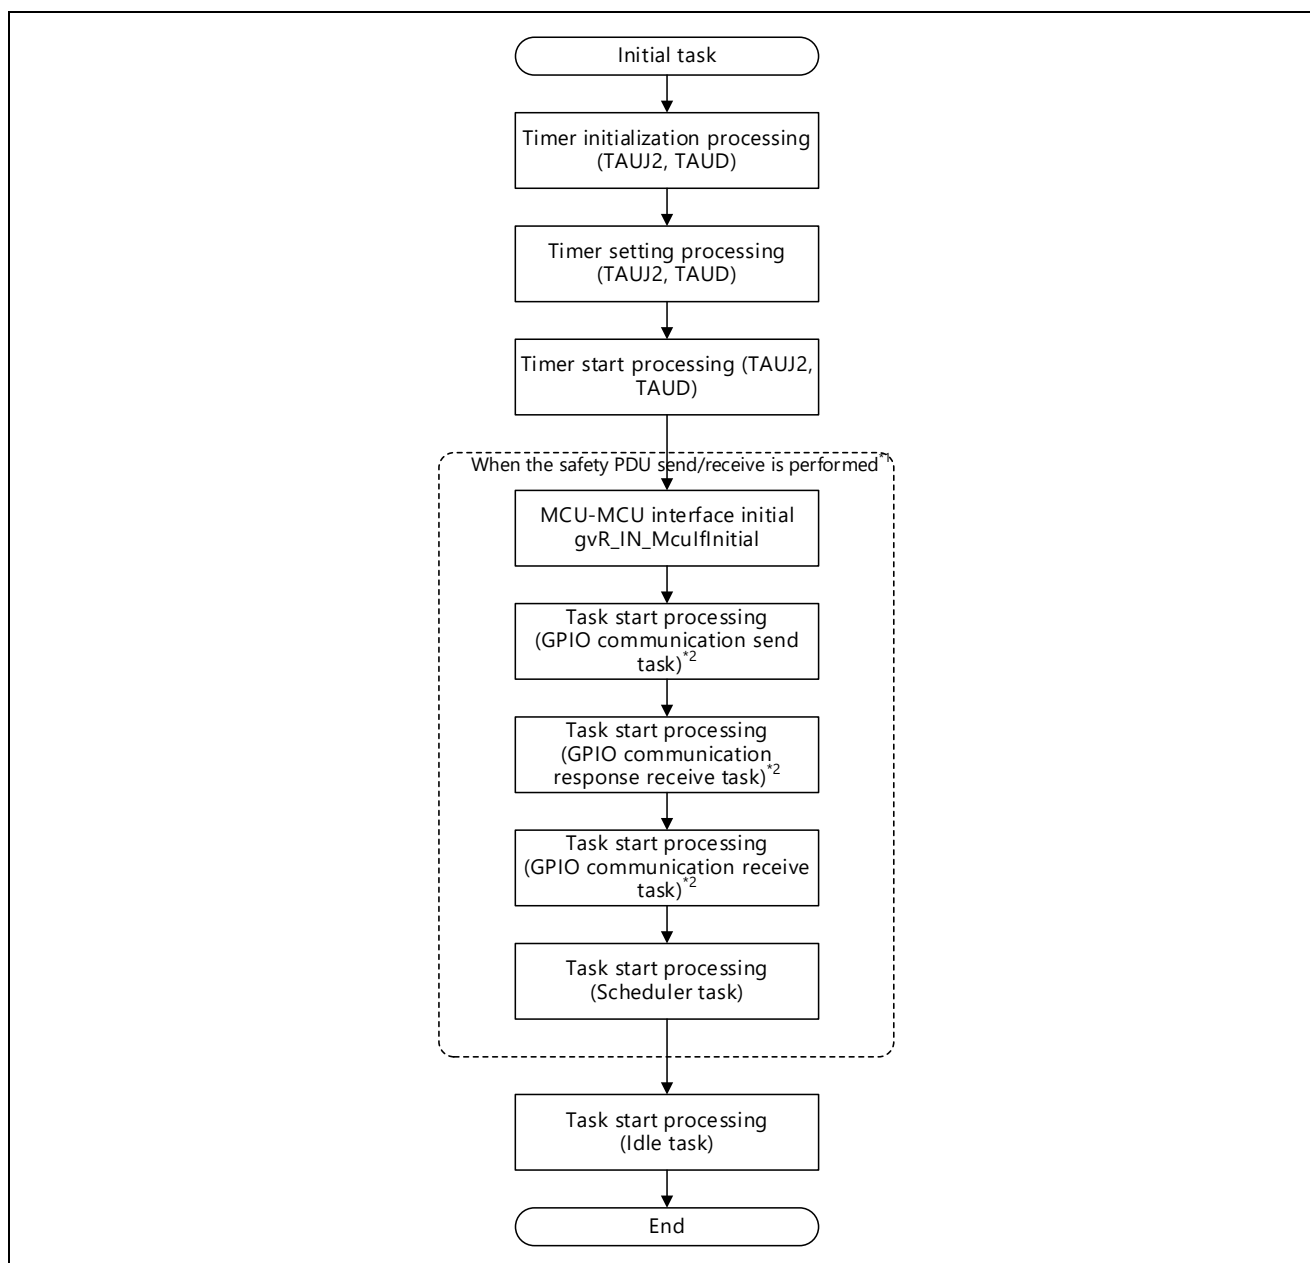 Initial task
Timer initialization processing
(TAUJ2, TAUD)
Timer setting processing
(TAUJ2, TAUD)
Timer start processing (TAUJ2,
TAUD)
When the safety PDU send/receive is performed*1
MCU-MCU interface initial
gvR_IN_McuIfInitial
Task start processing
(GPIO communication send
task)*2
Task start processing
(GPIO communication
response receive task)*2
Task start processing
(GPIO communication receive
task)*2
Task start processing
(Scheduler task)
Task start processing
(Idle task)
End